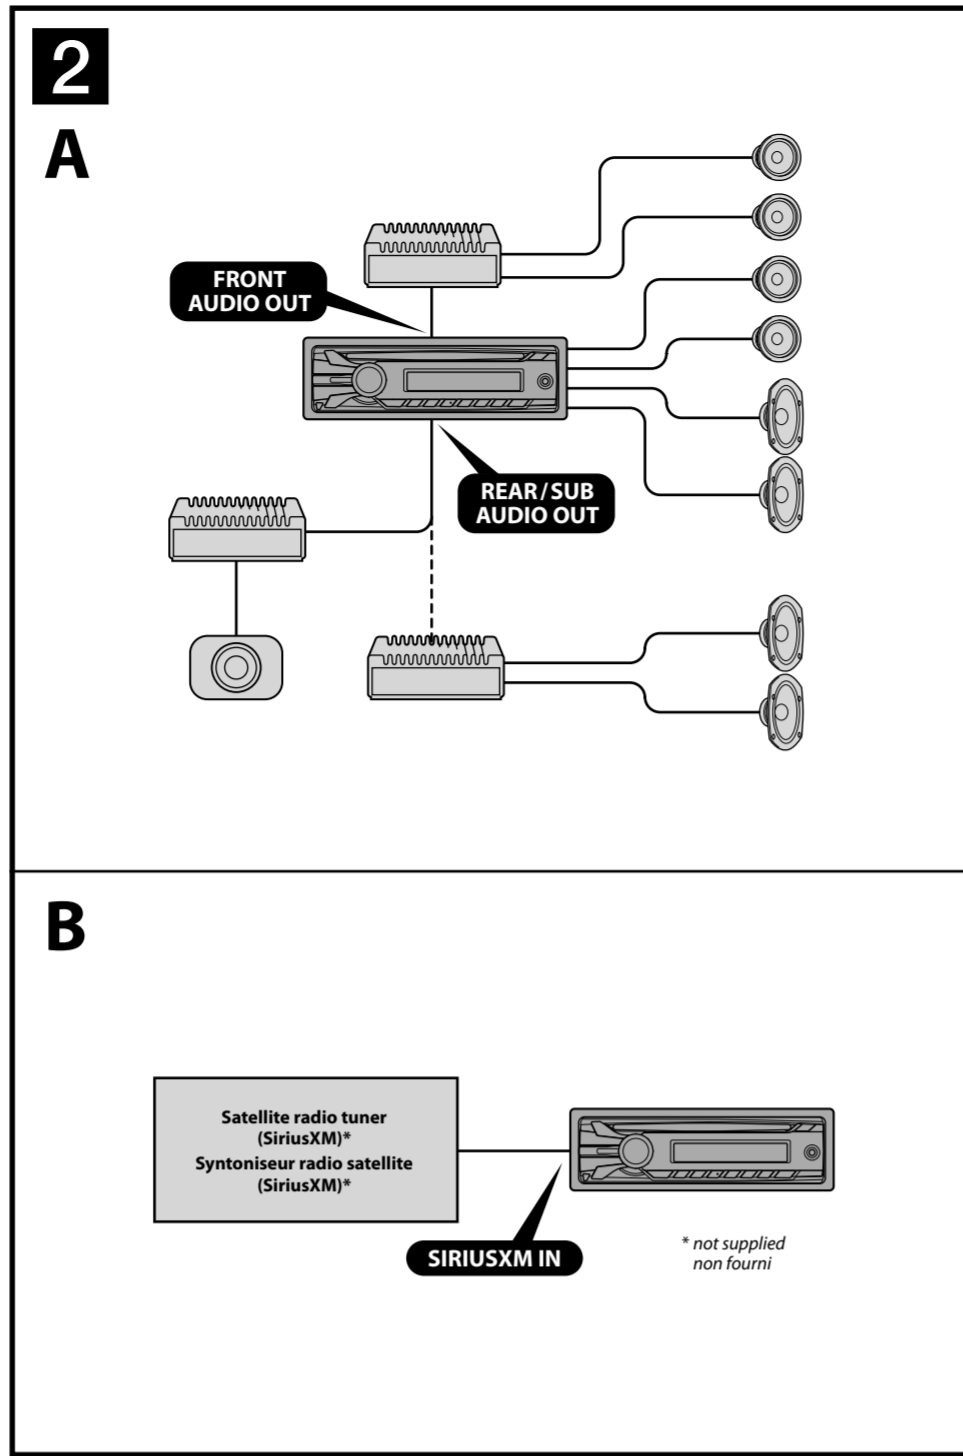 2
A
FRONT
AUDIO OUT
REAR/SUB
AUDIO OUT
B
Satellite radio tuner
(SiriusXM)*
Syntoniseur radio satellite
(SiriusXM)*
SIRIUSXM IN
* not supplied
non fourni